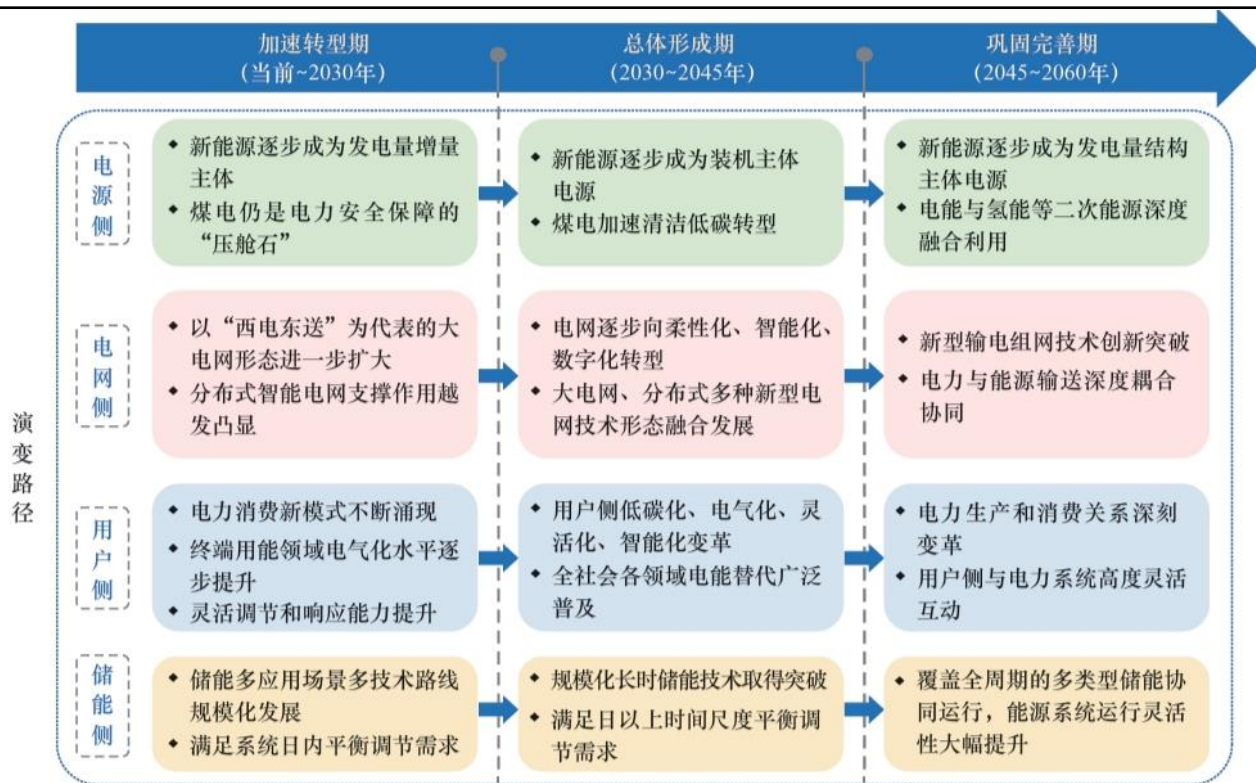 加速转型期
(当前~2030年)
总体形成期
(2030~2045年)
巩固完善期
(2045~2060年)
演变路径
电源侧
◆ 新能源逐步成为发电量增量
主体
◆ 煤电仍是电力安全保障的
“压舱石”
◆ 新能源逐步成为装机主体
电源
◆ 煤电加速清洁低碳转型
◆ 新能源逐步成为发电量结构
主体电源
◆ 电能与氢能等二次能源深度
融合利用
电网侧
◆ 以“西电东送”为代表的大
电网形态进一步扩大
◆ 分布式智能电网支撑作用越
发凸显
◆ 电网逐步向柔性化、智能化、
数字化转型
◆ 大电网、分布式多种新型电
网技术形态融合发展
◆ 新型输电组网技术创新突破
◆ 电力与能源输送深度耦合
协同
用户侧
◆ 电力消费新模式不断涌现
◆ 终端用能领域电气化水平逐
步提升
◆ 灵活调节和响应能力提升
◆ 用户侧低碳化、电气化、灵
活化、智能化变革
◆ 全社会各领域电能替代广泛
普及
◆ 电力生产和消费关系深刻
变革
◆ 用户侧与电力系统高度灵活
互动
储能侧
◆ 储能多应用场景多技术路线
规模化发展
◆ 满足系统日内平衡调节需求
◆ 规模化长时储能技术取得突破
◆ 满足日以上时间尺度平衡调
节需求
◆ 覆盖全周期的多类型储能协
同运行，能源系统运行灵活
性大幅提升